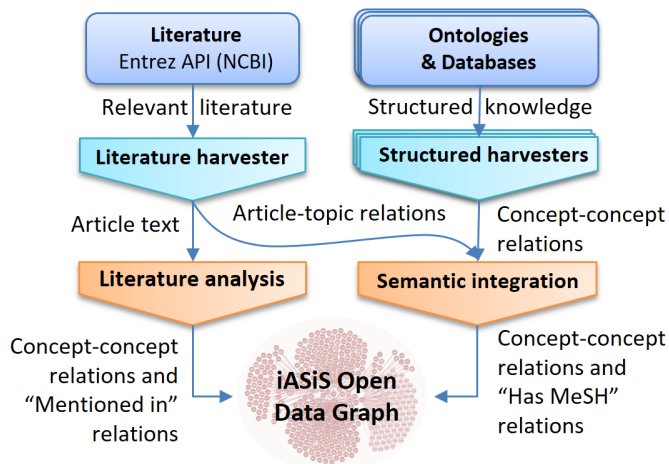 Literature
Entrez API (NCBI)
Ontologies
& Databases
Relevant literature
Structured knowledge
Literature harvester
Structured harvesters
Article text
Article-topic relations
Concept-concept
relations
Literature analysis
Semantic integration
Concept-concept
relations and
“Mentioned in”
relations
iASiS Open
Data Graph
Concept-concept
relations and
“Has MeSH”
relations